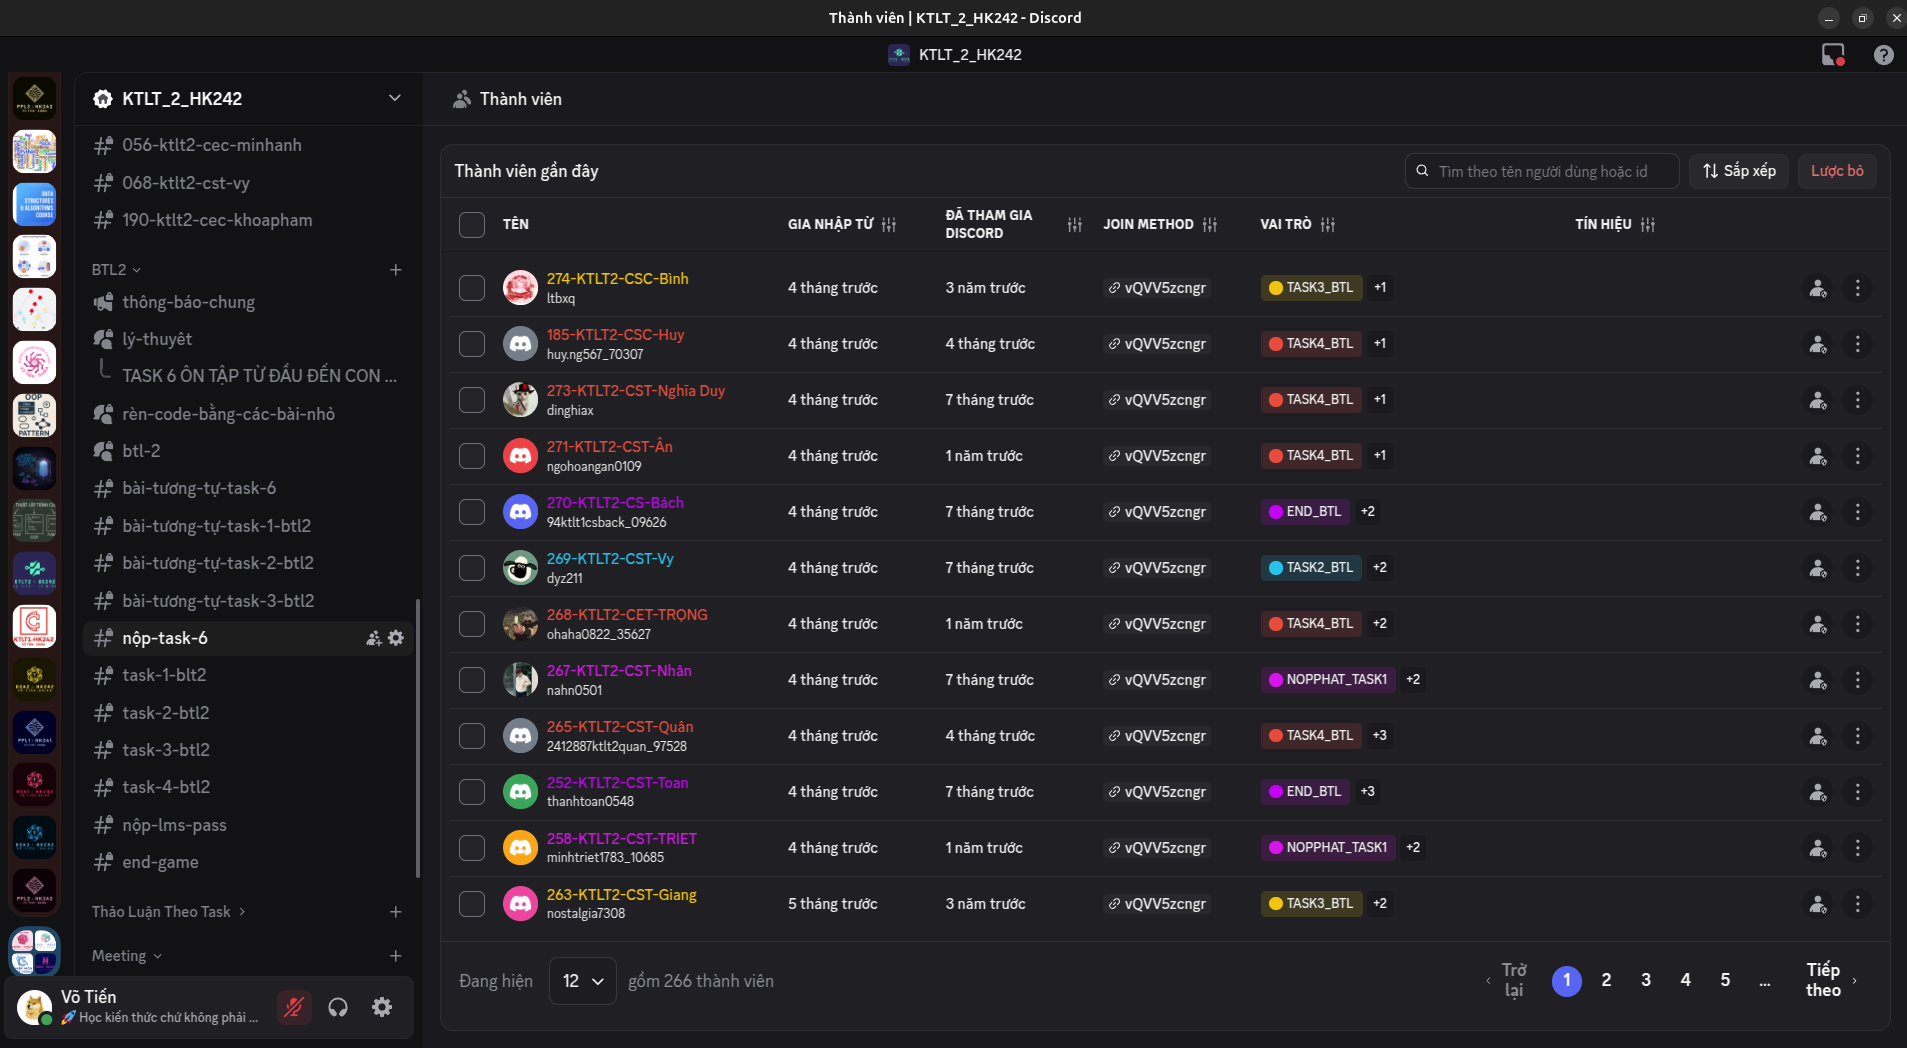 Thành viên | KTLT_2_HK242 - Discord
KTLT_2_HK242
KTLT_2_HK242
056-ktlt2-cec-minhanh
068-ktlt2-cst-vy
190-ktlt2-cec-khoapham
BTL2
thông-báo-chung
lý-thuyết
TASK 6 ÔN TẬP TỪ ĐẦU ĐẾN CON ...
rèn-code-bằng-các-bài-nhỏ
btl-2
bài-tương-tự-task-6
bài-tương-tự-task-1-btl2
bài-tương-tự-task-2-btl2
bài-tương-tự-task-3-btl2
nộp-task-6
task-1-blt2
task-2-btl2
task-3-btl2
task-4-btl2
nộp-lms-pass
end-game
Thảo Luận Theo Task
Meeting
Võ Tiến
🚀 Học kiến thức chứ không phải ...
Thành viên
Thành viên gần đây
Tìm theo tên người dùng hoặc id
Sắp xếp
Lược bỏ
TÊN GIA NHẬP TỪ ĐÃ THAM GIA DISCORD JOIN METHOD VAI TRÒ TÍN HIỆU
274-KTLT2-CSC-Bình
ltbxq
4 tháng trước 3 năm trước vQVV5zcngr TASK3_BTL +1
185-KTLT2-CSC-Huy
huy.ng567_70307
4 tháng trước 4 tháng trước vQVV5zcngr TASK4_BTL +1
273-KTLT2-CST-Nghĩa Duy
dinghiax
4 tháng trước 7 tháng trước vQVV5zcngr TASK4_BTL +1
271-KTLT2-CST-Ân
ngohoangan0109
4 tháng trước 1 năm trước vQVV5zcngr TASK4_BTL +1
270-KTLT2-CS-Bách
94ktlt1csback_09626
4 tháng trước 7 tháng trước vQVV5zcngr END_BTL +2
269-KTLT2-CST-Vy
dyz211
4 tháng trước 7 tháng trước vQVV5zcngr TASK2_BTL +2
268-KTLT2-CET-TRỌNG
ohaha0822_35627
4 tháng trước 1 năm trước vQVV5zcngr TASK4_BTL +2
267-KTLT2-CST-Nhân
nahn0501
4 tháng trước 7 tháng trước vQVV5zcngr NOPPHAT_TASK1 +2
265-KTLT2-CST-Quân
2412887ktlt2quan_97528
4 tháng trước 4 tháng trước vQVV5zcngr TASK4_BTL +3
252-KTLT2-CST-Toan
thanhtoan0548
4 tháng trước 7 tháng trước vQVV5zcngr END_BTL +3
258-KTLT2-CST-TRIET
minhtriet1783_10685
4 tháng trước 1 năm trước vQVV5zcngr NOPPHAT_TASK1 +2
263-KTLT2-CST-Giang
nostalgia7308
5 tháng trước 3 năm trước vQVV5zcngr TASK3_BTL +2
Đang hiện 12 gồm 266 thành viên
Trở lại 1 2 3 4 5 ... Tiếp theo